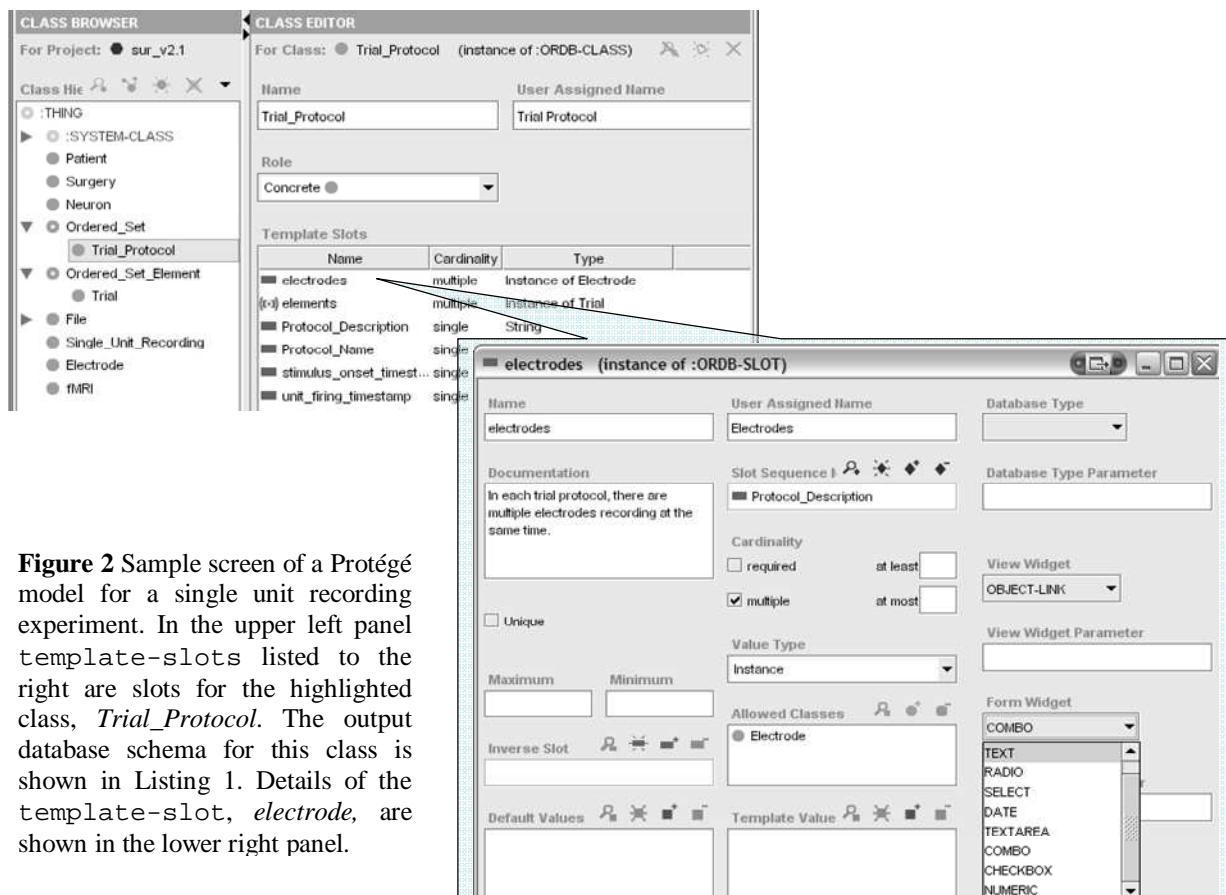 CLASS BROWSER
For Project: sur_v2.1
Class Hie
:THING
:SYSTEM-CLASS
Patient
Surgery
Neuron
Ordered_Set
Trial_Protocol
Ordered_Set_Element
Trial
File
Single_Unit_Recording
Electrode
fMRI
CLASS EDITOR
For Class: Trial_Protocol (instance of :ORDB-CLASS)
Name User Assigned Name
Trial_Protocol Trial Protocol
Role
Concrete
Template Slots
Name Cardinality Type
electrodes multiple Instance of Electrode
elements multiple Instance of Trial
Protocol_Description single String
Protocol_Name single
stimulus_onset_timest... single
unit_firing_timestamp single
electrodes (instance of :ORDB-SLOT)
Name User Assigned Name Database Type
electrodes Electrodes
Documentation Slot Sequence Database Type Parameter
In each trial protocol, there are
multiple electrodes recording at the
same time.
Protocol_Description
Cardinality
required at least
multiple at most
View Widget
OBJECT-LINK
Unique
Value Type
Instance
View Widget Parameter
Maximum Minimum
Allowed Classes
Electrode
Form Widget
COMBO
TEXT
RADIO
SELECT
DATE
TEXTAREA
COMBO
CHECKBOX
NUMERIC
Inverse Slot
Default Values Template Value
Figure 2 Sample screen of a Protégé
model for a single unit recording
experiment. In the upper left panel
template-slots listed to the
right are slots for the highlighted
class, Trial_Protocol. The output
database schema for this class is
shown in Listing 1. Details of the
template-slot, electrode, are
shown in the lower right panel.